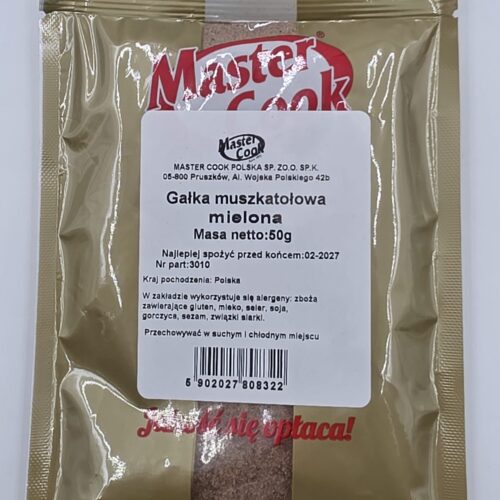 Master
Cook
Master
Cook
MASTER COOK POLSKA SP. ZO.O. SP.K.
05-800 Pruszków, Al. Wojska Polskiego 42b
Gałka muszkatołowa
mielona
Masa netto:50g
Najlepiej spożyć przed końcem:02-2027
Nr part:3010
Kraj pochodzenia: Polska
W zakładzie wykorzystuje się alergeny: zboża
zawierające gluten, mleko, seler, soja,
gorczyca, sezam, związki siarki.
Przechowywać w suchym i chłodnym miejscu
5 902027 808322
Jakość się opłaca!